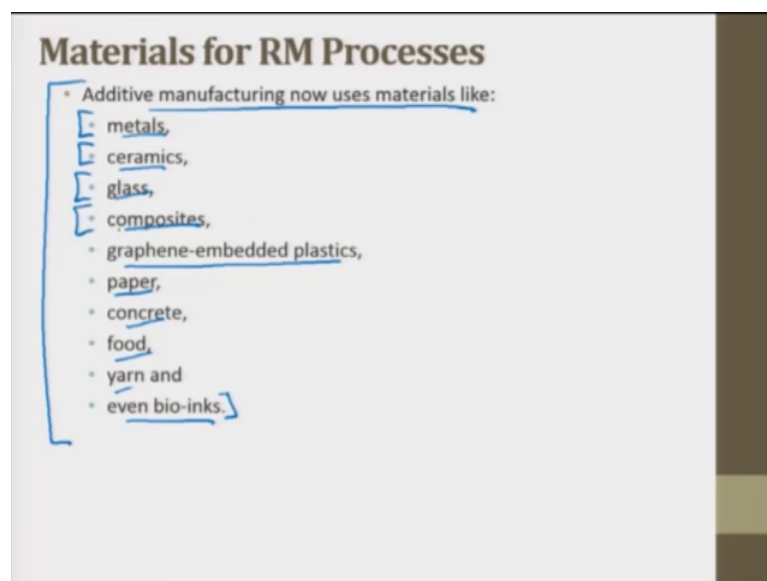 Materials for RM Processes
• Additive manufacturing now uses materials like:
• metals,
• ceramics,
• glass,
• composites,
• graphene-embedded plastics,
• paper,
• concrete,
• food,
• yarn and
• even bio-inks.